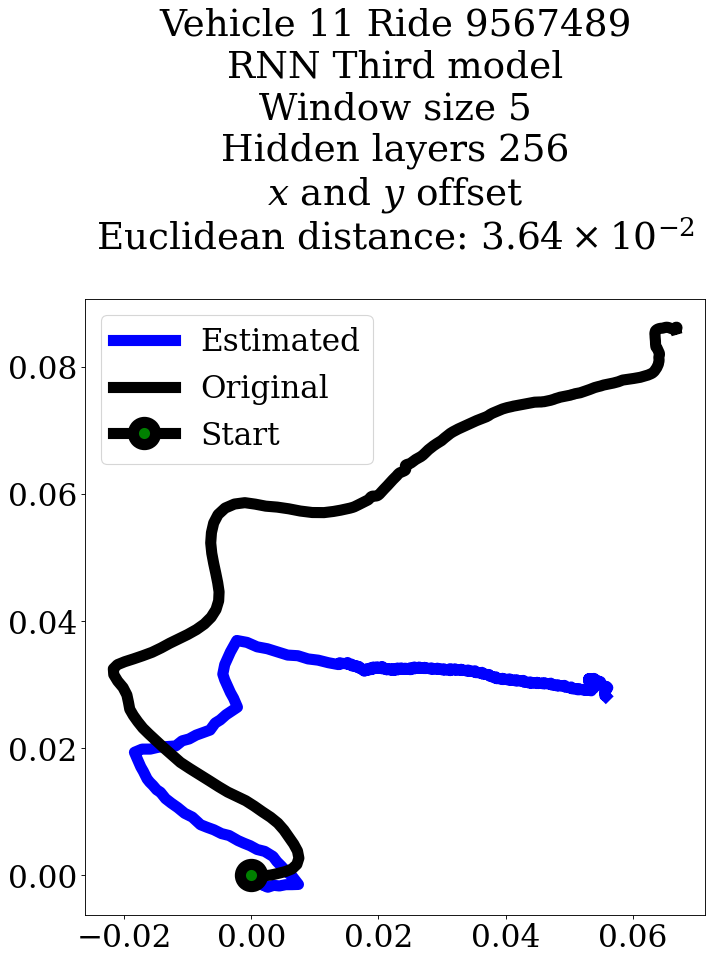 Vehicle 11 Ride 9567489
RNN Third model
Window size 5
Hidden layers 256
x and y offset
Euclidean distance: 3.64 × 10⁻²
Estimated
Original
Start
0.08
0.06
0.04
0.02
0.00
−0.02 0.00 0.02 0.04 0.06